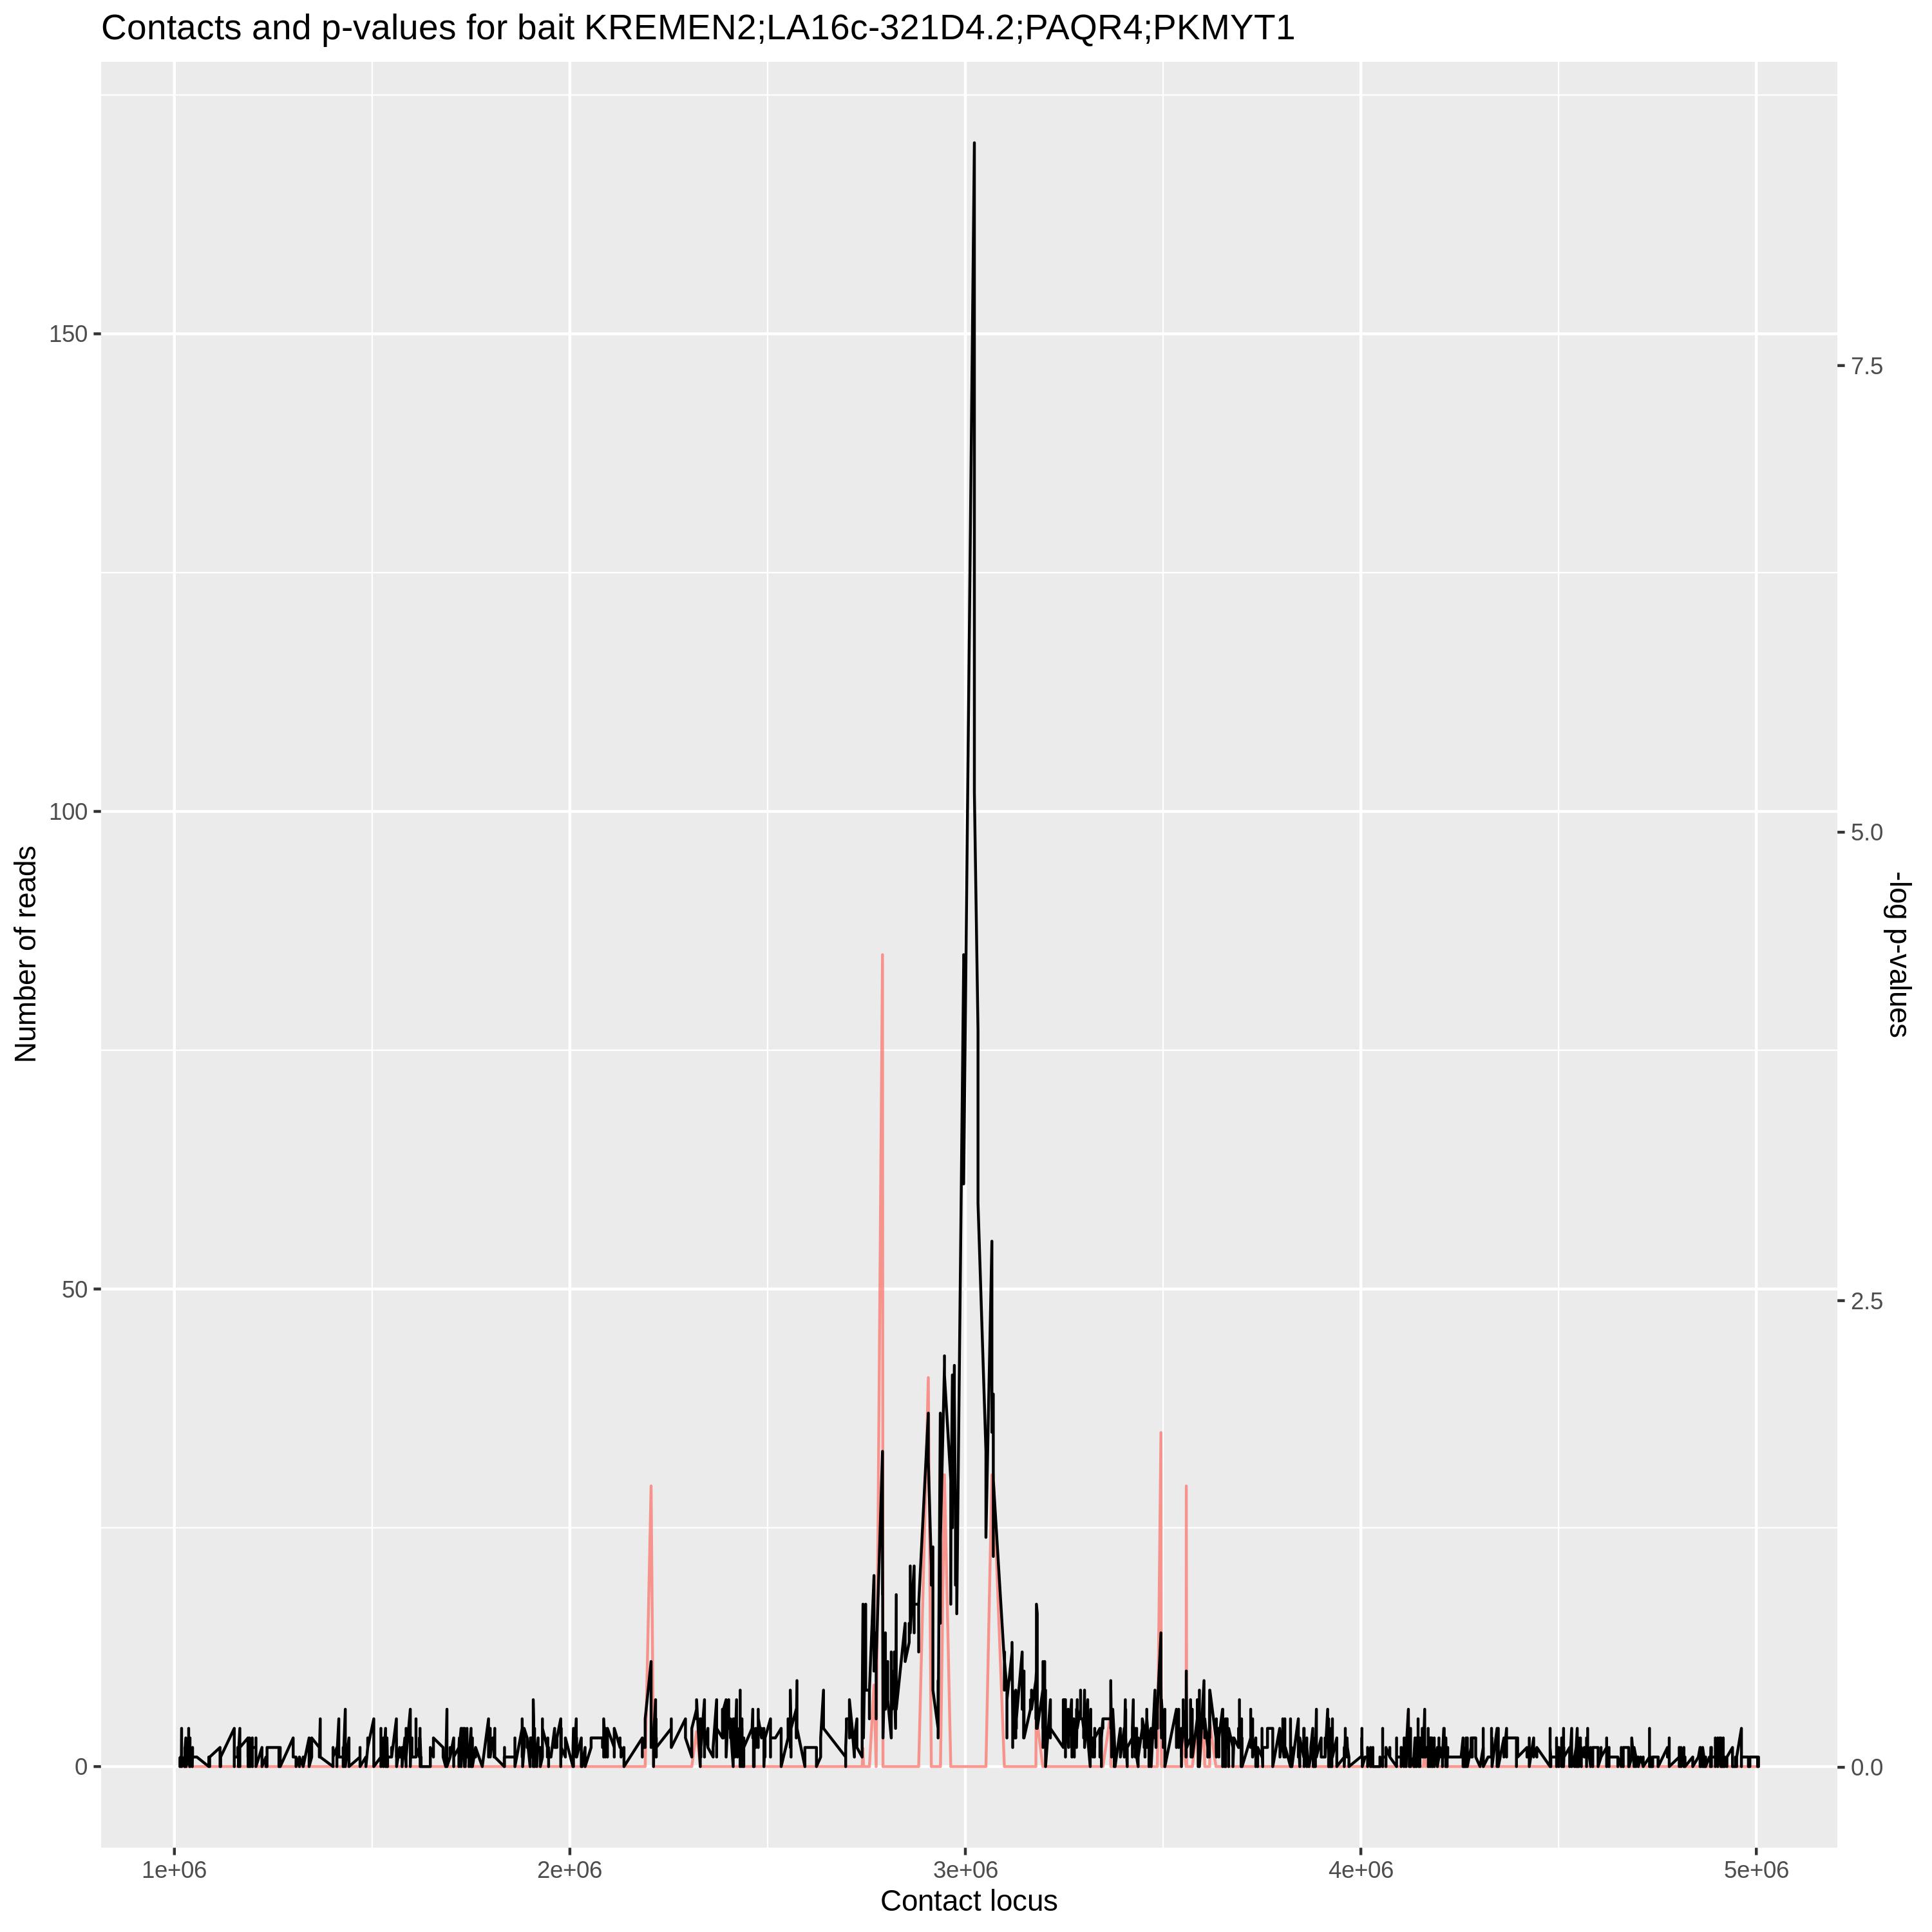 Contacts and p-values for bait KREMEN2;LA16c-321D4.2;PAQR4;PKMYT1
Number of reads
150
100
50
0
7.5
5.0
2.5
0.0
-log p-values
1e+06 2e+06 3e+06 4e+06 5e+06
Contact locus